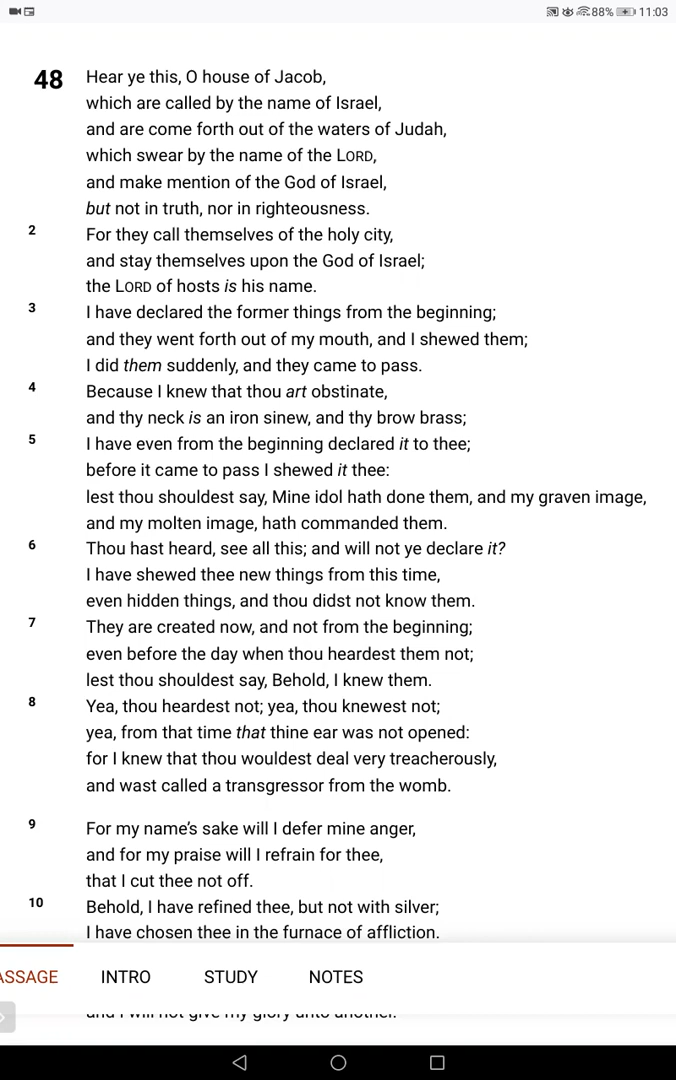 88% 11:03
48 Hear ye this, O house of Jacob,
which are called by the name of Israel,
and are come forth out of the waters of Judah,
which swear by the name of the LORD,
and make mention of the God of Israel,
but not in truth, nor in righteousness.
2 For they call themselves of the holy city,
and stay themselves upon the God of Israel;
the LORD of hosts is his name.
3 I have declared the former things from the beginning;
and they went forth out of my mouth, and I shewed them;
I did them suddenly, and they came to pass.
4 Because I knew that thou art obstinate,
and thy neck is an iron sinew, and thy brow brass;
5 I have even from the beginning declared it to thee;
before it came to pass I shewed it thee:
lest thou shouldest say, Mine idol hath done them, and my graven image,
and my molten image, hath commanded them.
6 Thou hast heard, see all this; and will not ye declare it?
I have shewed thee new things from this time,
even hidden things, and thou didst not know them.
7 They are created now, and not from the beginning;
even before the day when thou heardest them not;
lest thou shouldest say, Behold, I knew them.
8 Yea, thou heardest not; yea, thou knewest not;
yea, from that time that thine ear was not opened:
for I knew that thou wouldest deal very treacherously,
and wast called a transgressor from the womb.
9 For my name's sake will I defer mine anger,
and for my praise will I refrain for thee,
that I cut thee not off.
10 Behold, I have refined thee, but not with silver;
I have chosen thee in the furnace of affliction.
ASSAGE INTRO STUDY NOTES
and I will not give my glory unto another.